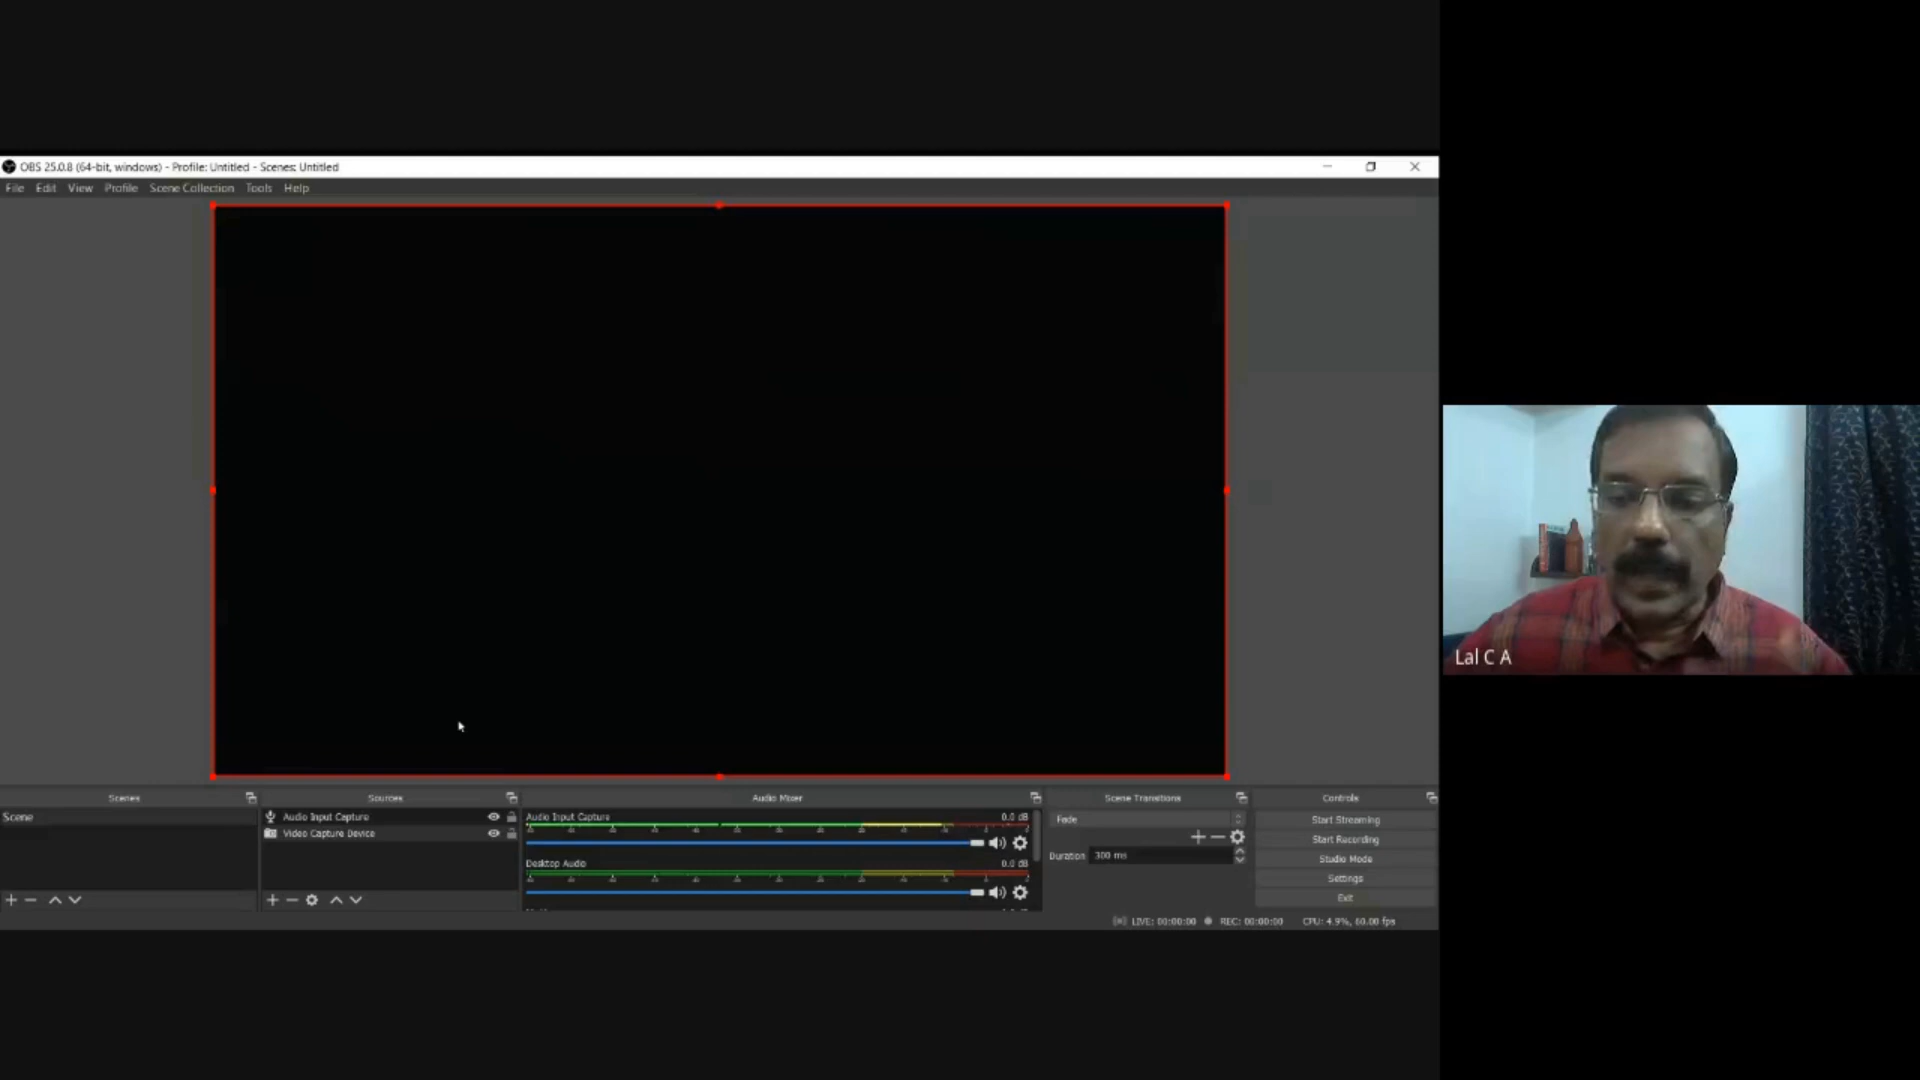 OBS 25.0.8 (64-bit, windows) - Profile: Untitled - Scenes: Untitled
File Edit View Profile Scene Collection Tools Help
Lal C A
Scenes
Scene
Sources
Audio Input Capture
Video Capture Device
Audio Mixer
Audio Input Capture 0.0 dB
Desktop Audio 0.0 dB
Scene Transitions
Fade
Duration 300 ms
Controls
Start Streaming
Start Recording
Studio Mode
Settings
Exit
LIVE: 00:00:00 REC: 00:00:00 CPU: 4.9%, 60.00 fps